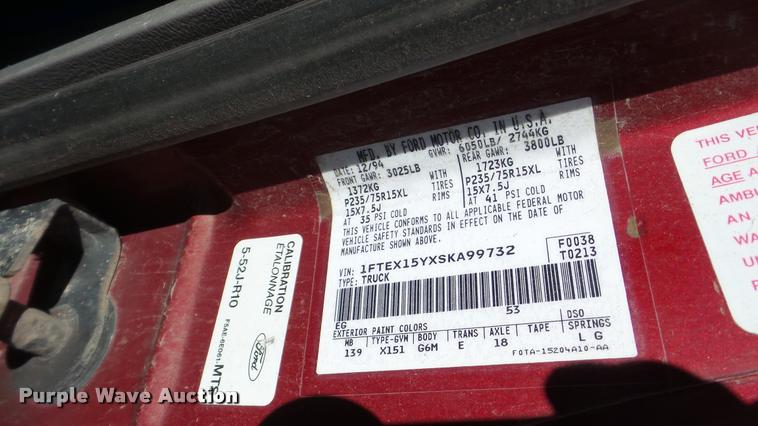 MFD. BY FORD MOTOR CO. IN U.S.A.
DATE: 12/94 GVWR: 6050LB/ 2744KG
FRONT GAWR: 3025LB REAR GAWR: 3800LB
1372KG WITH 1723KG WITH
P235/75R15XL TIRES P235/75R15XL TIRES
15X7.5J RIMS 15X7.5J RIMS
AT 35 PSI COLD AT 41 PSI COLD
THIS VEHICLE CONFORMS TO ALL APPLICABLE FEDERAL MOTOR
VEHICLE SAFETY STANDARDS IN EFFECT ON THE DATE OF
MANUFACTURE SHOWN ABOVE.
VIN: 1FTEX15YXSKA99732 F0038
TYPE: TRUCK T0213
EG 53
EXTERIOR PAINT COLORS DSO
MB TYPE-GVM BODY TRANS AXLE TAPE SPRINGS
139 X151 G6M E 18 L G
F0TA-15204A10-AA
CALIBRATION
ETALONNAGE
5-52J-R10
F5AE-6E061-
Ford
THIS VE
FORD
AGE A
AMBU
AN
WA
U
R
Purple Wave Auction